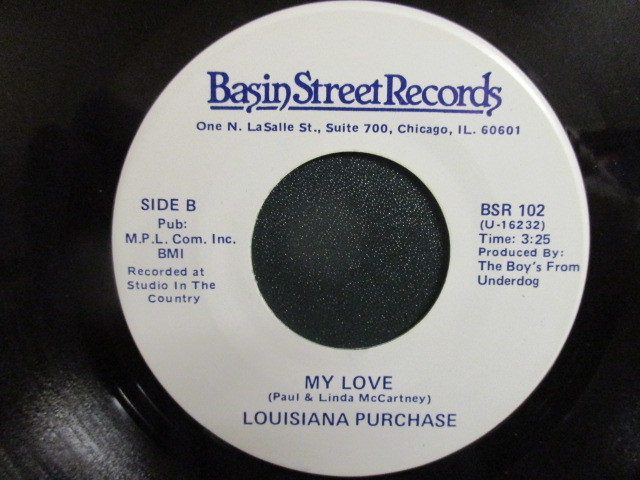 Basin Street Records
One N. LaSalle St., Suite 700, Chicago, IL. 60601
SIDE B
Pub:
M.P.L. Com. Inc.
BMI
Recorded at
Studio In The
Country
BSR 102
(U-16232)
Time: 3:25
Produced By:
The Boy's From
Underdog
MY LOVE
(Paul & Linda McCartney)
LOUISIANA PURCHASE